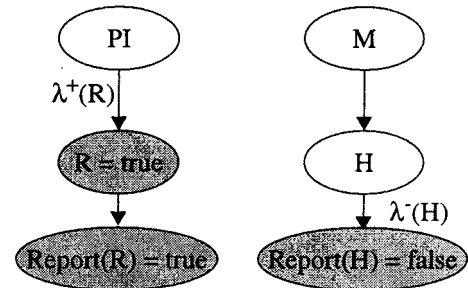 PI
M
λ⁺(R)
R = true
H
λ⁻(H)
Report(R) = true
Report(H) = false